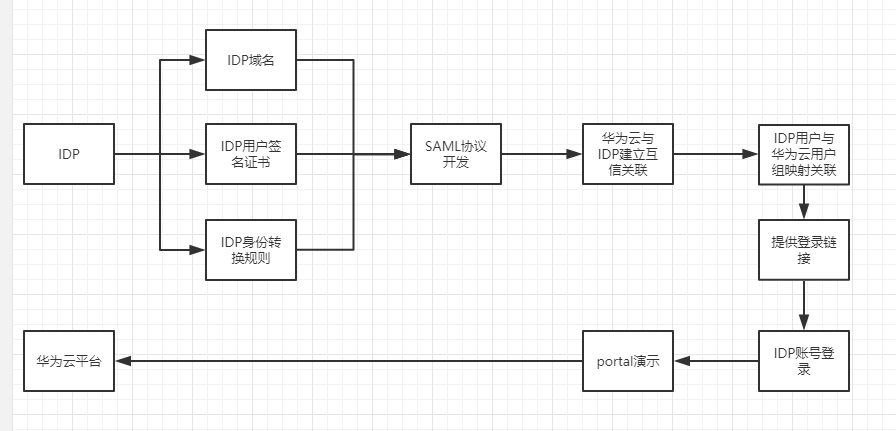 IDP域名
IDP
IDP用户签
名证书
SAML协议
开发
华为云与
IDP建立互
信关联
IDP用户与
华为云用户
组映射关联
IDP身份转
换规则
提供登录链
接
华为云平台
portal演示
IDP账号登
录